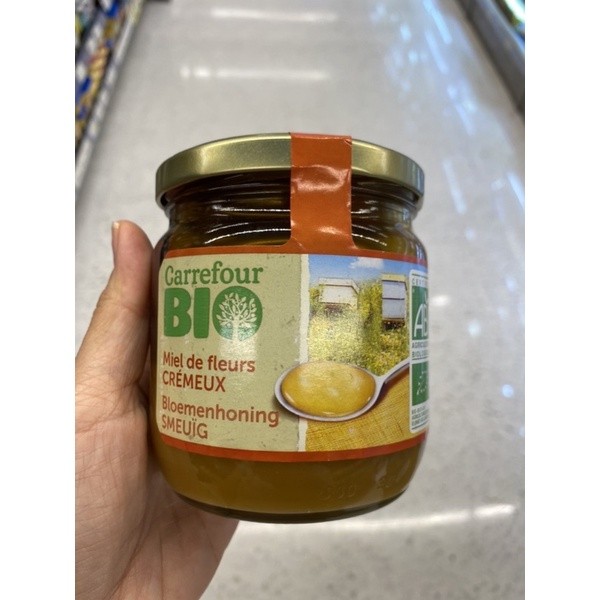 Carrefour
BIO
Miel de fleurs
CRÉMEUX
Bloemenhoning
SMEUÏG
AB